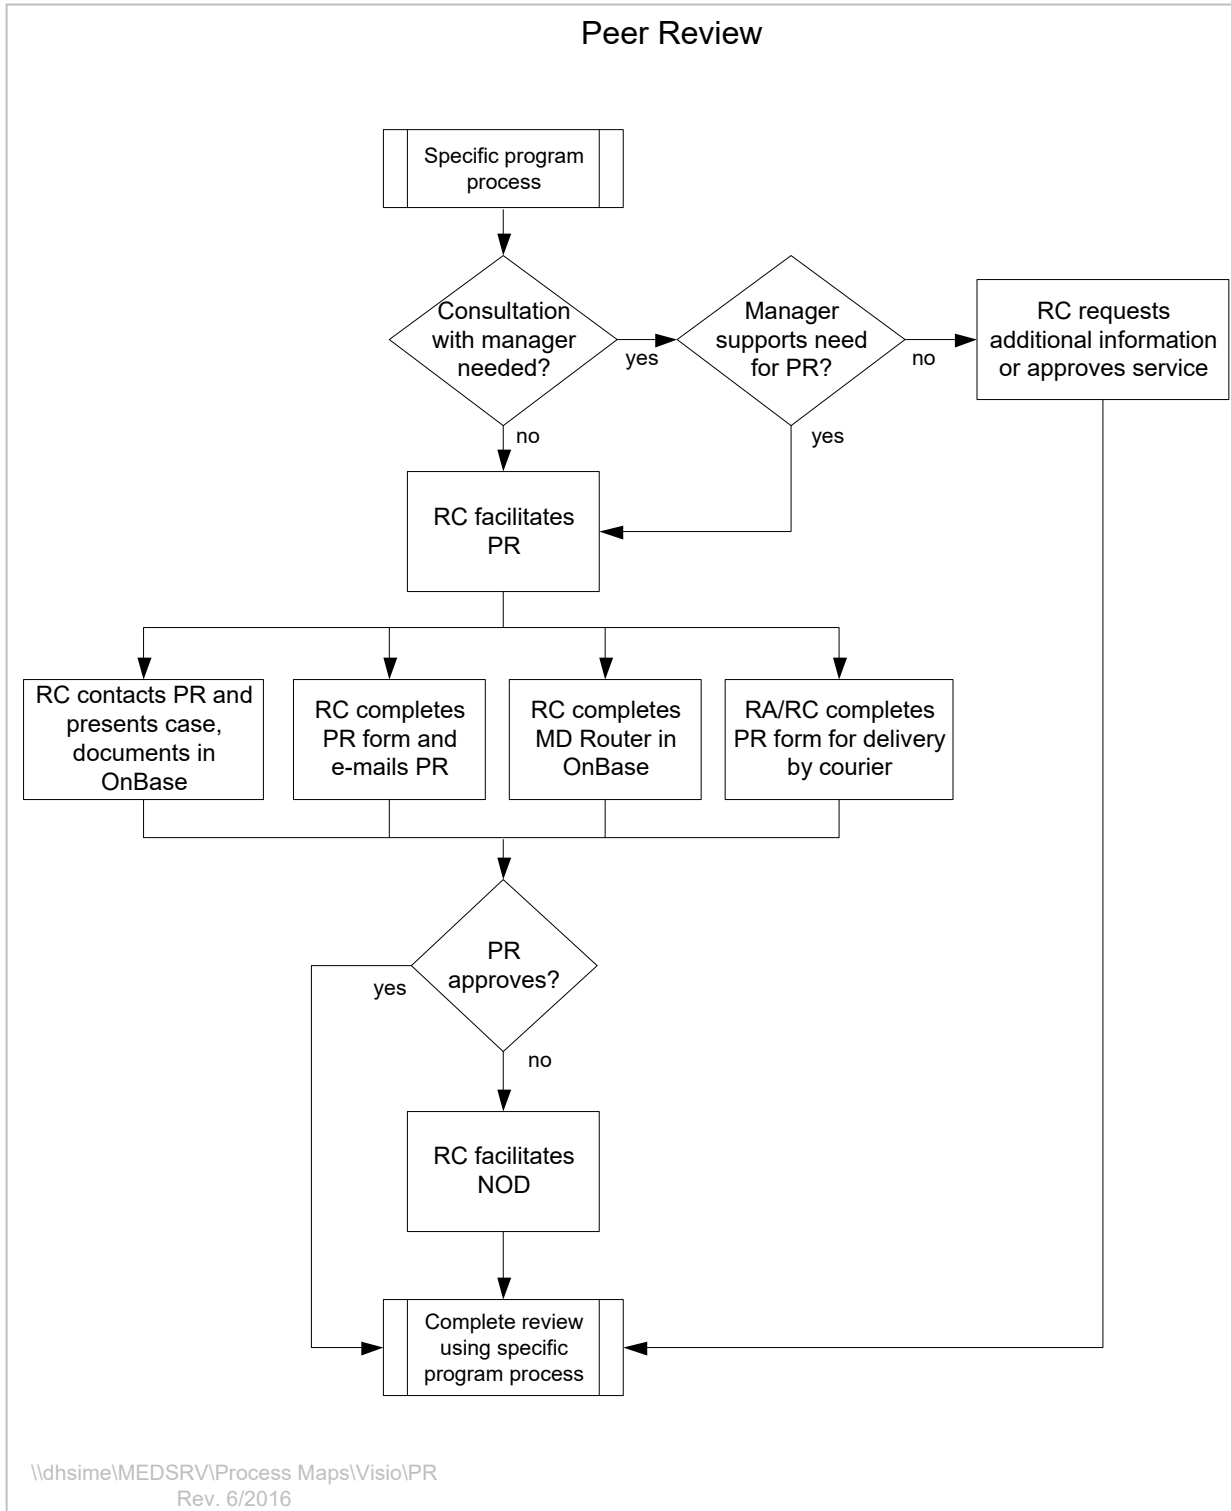 Peer Review
Specific program
process
Consultation
with manager
needed?
yes
Manager
supports need
for PR?
no
RC requests
additional information
or approves service
no
yes
RC facilitates
PR
RC contacts PR and
presents case,
documents in
OnBase
RC completes
PR form and
e-mails PR
RC completes
MD Router in
OnBase
RA/RC completes
PR form for delivery
by courier
PR
approves?
yes
no
RC facilitates
NOD
Complete review
using specific
program process
\\dhsime\MEDSRV\Process Maps\Visio\PR
Rev. 6/2016